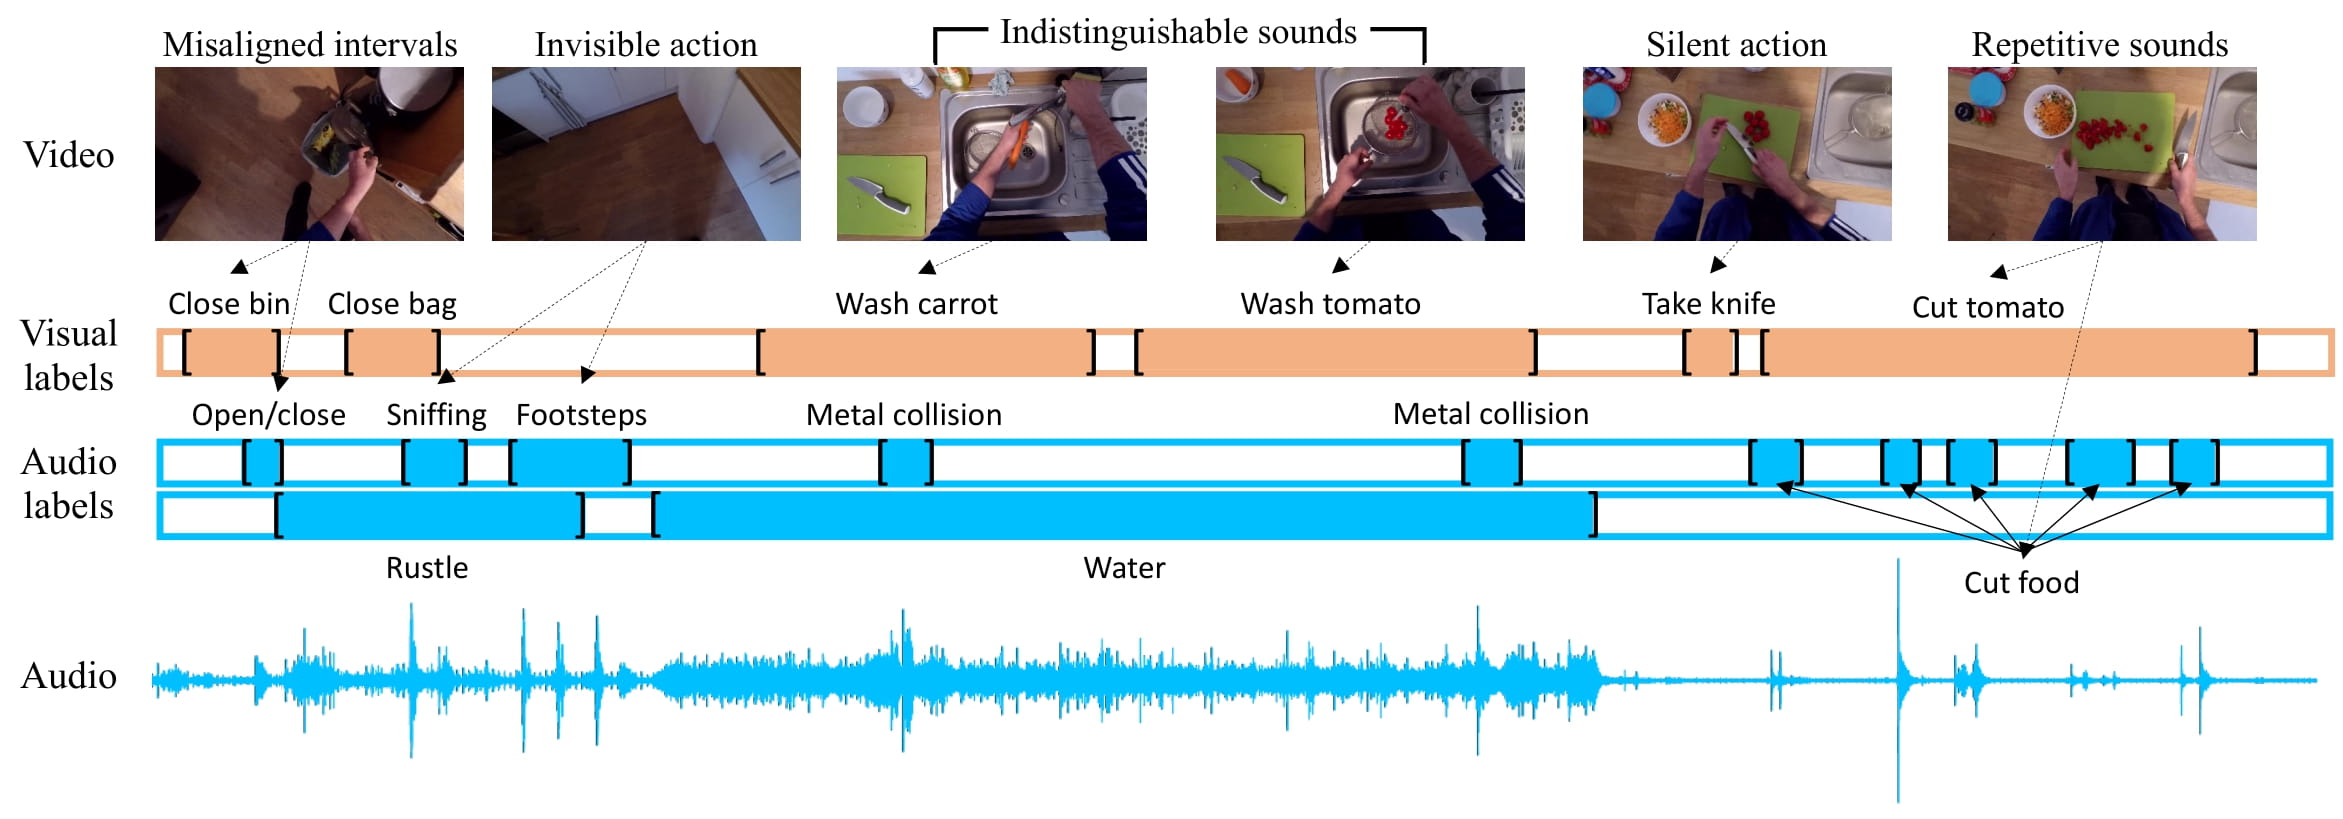 Misaligned intervals
Invisible action
Indistinguishable sounds
Silent action
Repetitive sounds
Video
Close bin
Close bag
Wash carrot
Wash tomato
Take knife
Cut tomato
Visual
labels
Open/close
Sniffing
Footsteps
Metal collision
Metal collision
Audio
labels
Rustle
Water
Cut food
Audio